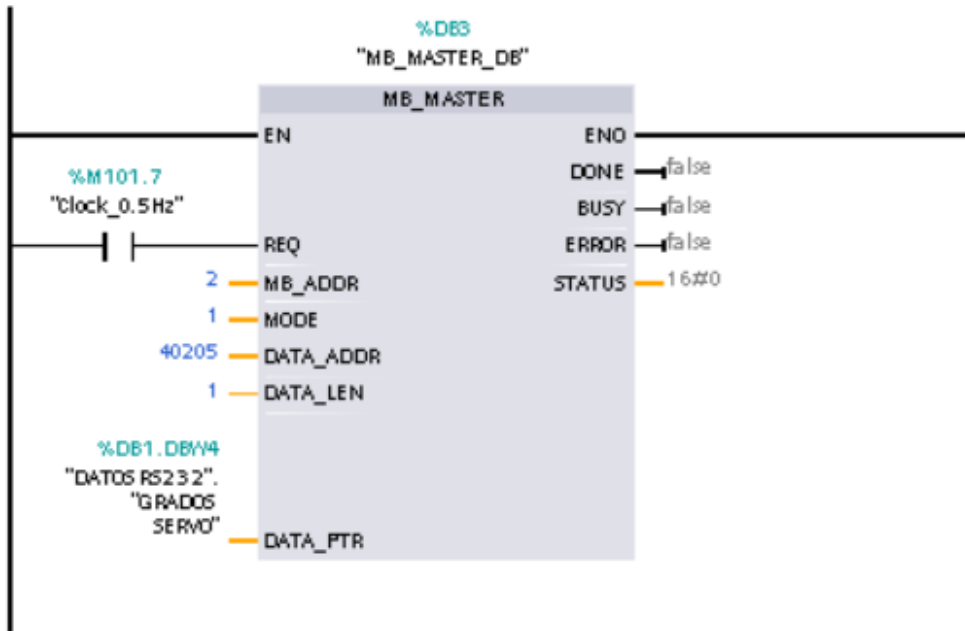 %DB3
"MB_MASTER_DB"
MB_MASTER
EN ENO
DONE false
%M101.7
"Clock_0.5Hz"
BUSY false
REQ ERROR false
2 MB_ADDR STATUS 16#0
1 MODE
40205 DATA_ADDR
1 DATA_LEN
%DB1.DBW4
"DATOS RS232".
"GRADOS
SERVO"
DATA_PTR